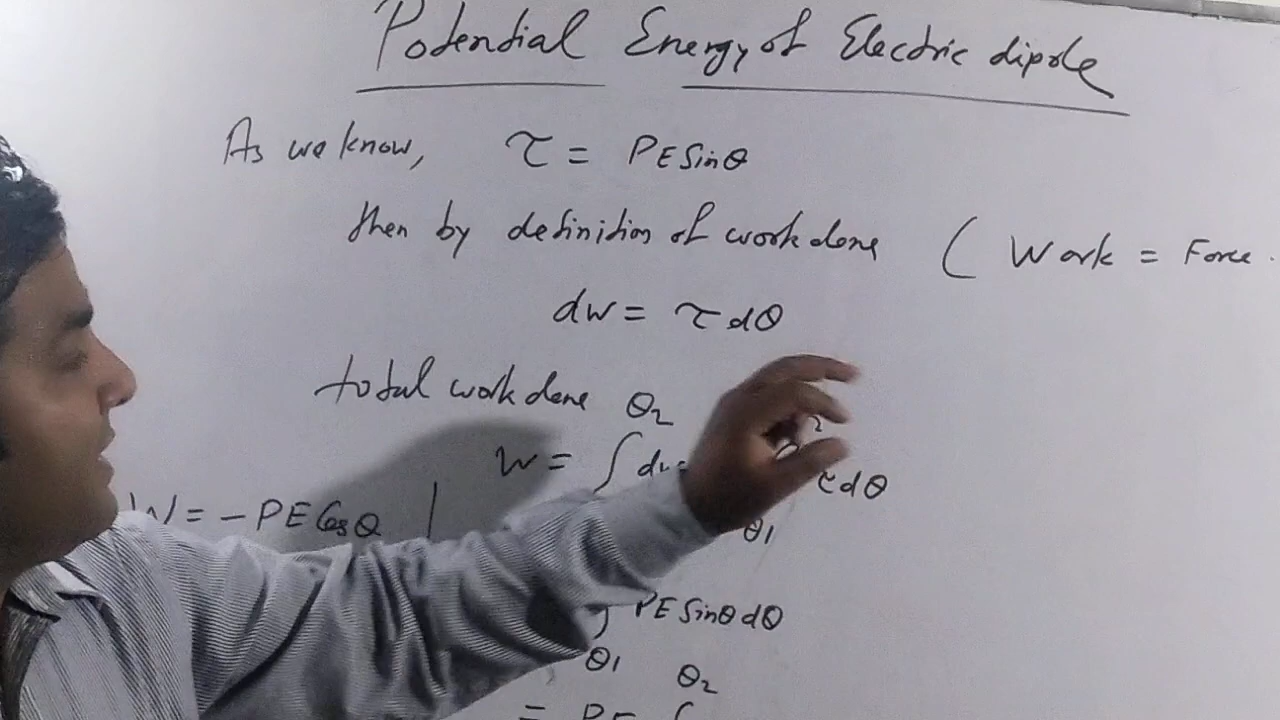 Potential Energy of Electric dipole
As we know, τ = PE Sinθ
then by definition of work done ( Work = Force .
dw = τ dθ
total work done
W = ∫ θ2 dw τ dθ θ1
W = -PE Cosθ
PE Sinθ dθ
θ1 θ2
= PE ∫